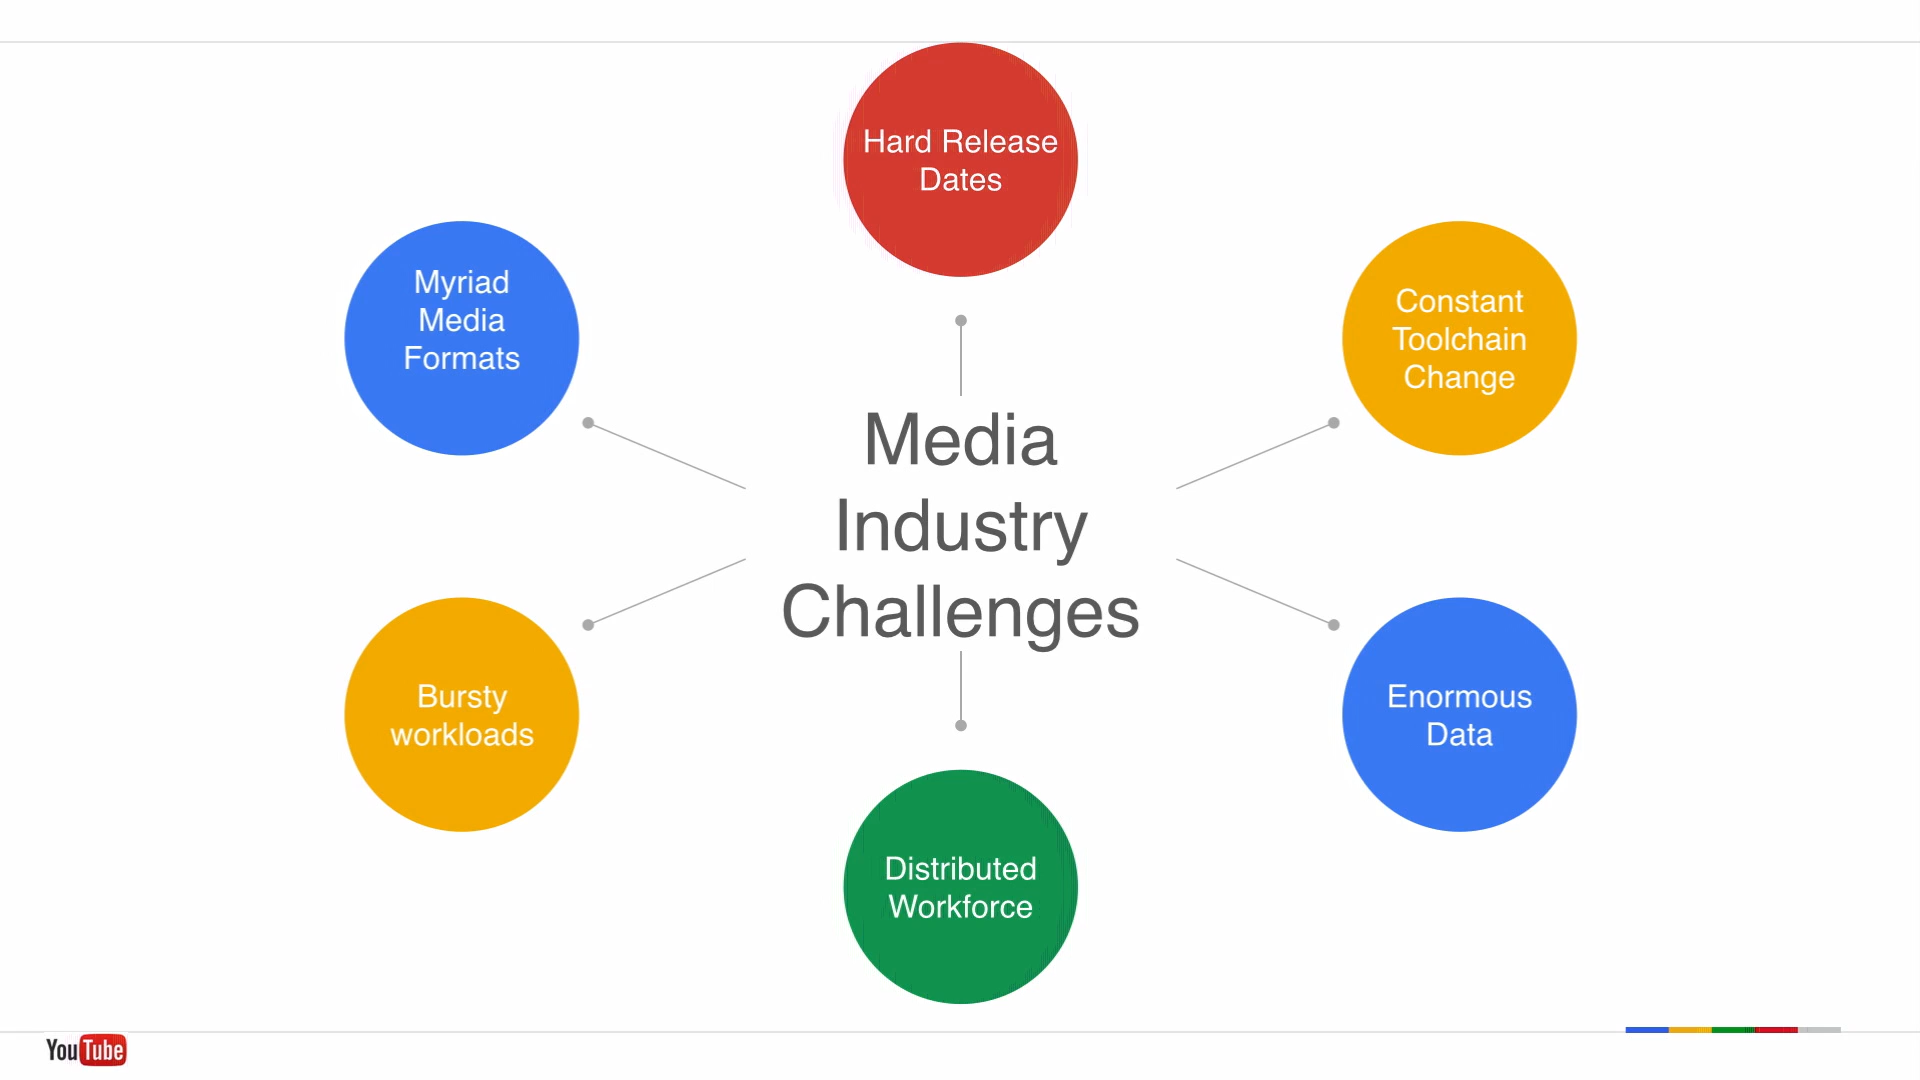 Hard Release
Dates
Myriad
Media
Formats
Constant
Toolchain
Change
Media
Industry
Challenges
Bursty
workloads
Enormous
Data
Distributed
Workforce
YouTube